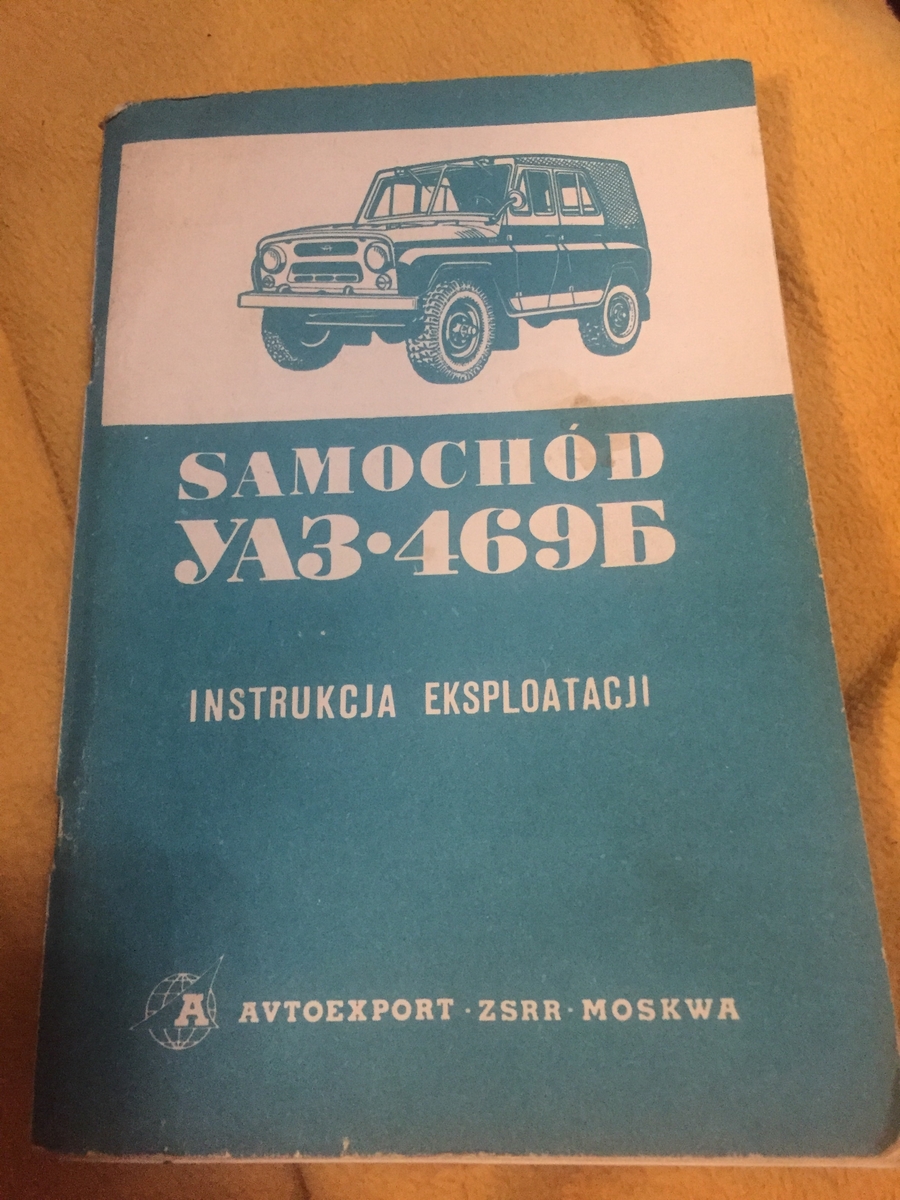 SAMOCHÓD
УАЗ·469Б
INSTRUKCJA EKSPLOATACJI
A AVTOEXPORT · ZSRR · MOSKWA